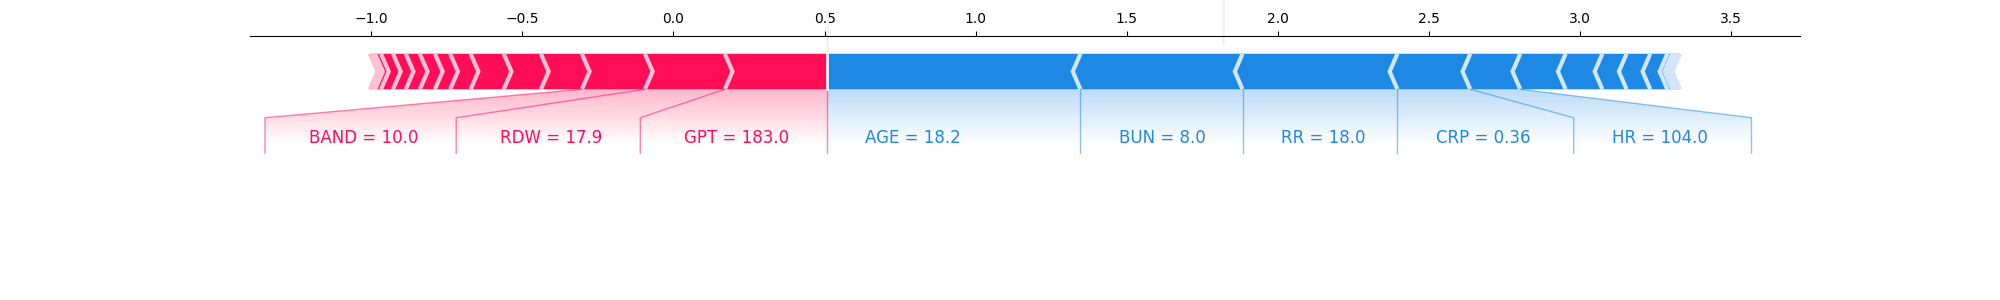 −1.0 −0.5 0.0 0.5 1.0 1.5 2.0 2.5 3.0 3.5
BAND = 10.0 RDW = 17.9 GPT = 183.0 AGE = 18.2 BUN = 8.0 RR = 18.0 CRP = 0.36 HR = 104.0